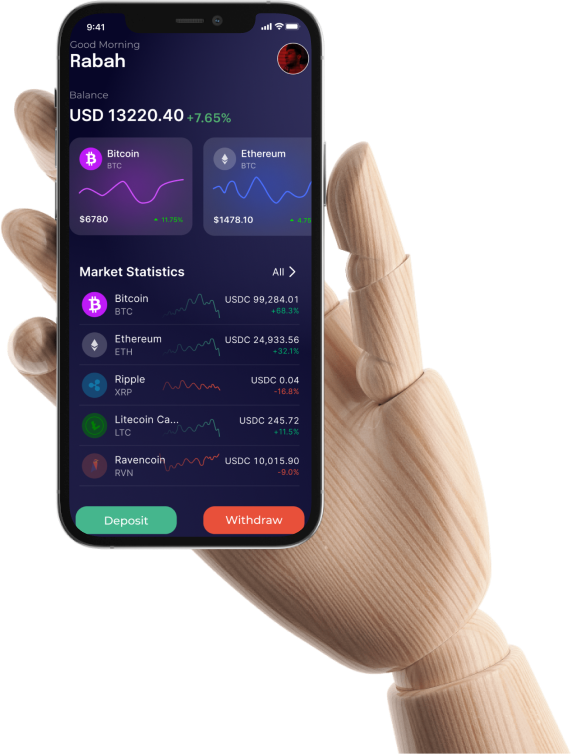 9:41
Good Morning
Rabah
Balance
USD 13220.40 +7.65%
Bitcoin
BTC
$6780
11.75%
Ethereum
BTC
$1478.10
Market Statistics
All
Bitcoin
BTC
USDC 99,284.01
+68.3%
Ethereum
ETH
USDC 24,933.56
+32.1%
Ripple
XRP
USDC 0.04
-16.8%
Litecoin Ca...
LTC
USDC 245.72
+11.5%
Ravencoin
RVN
USDC 10,015.90
-9.0%
Deposit
Withdraw